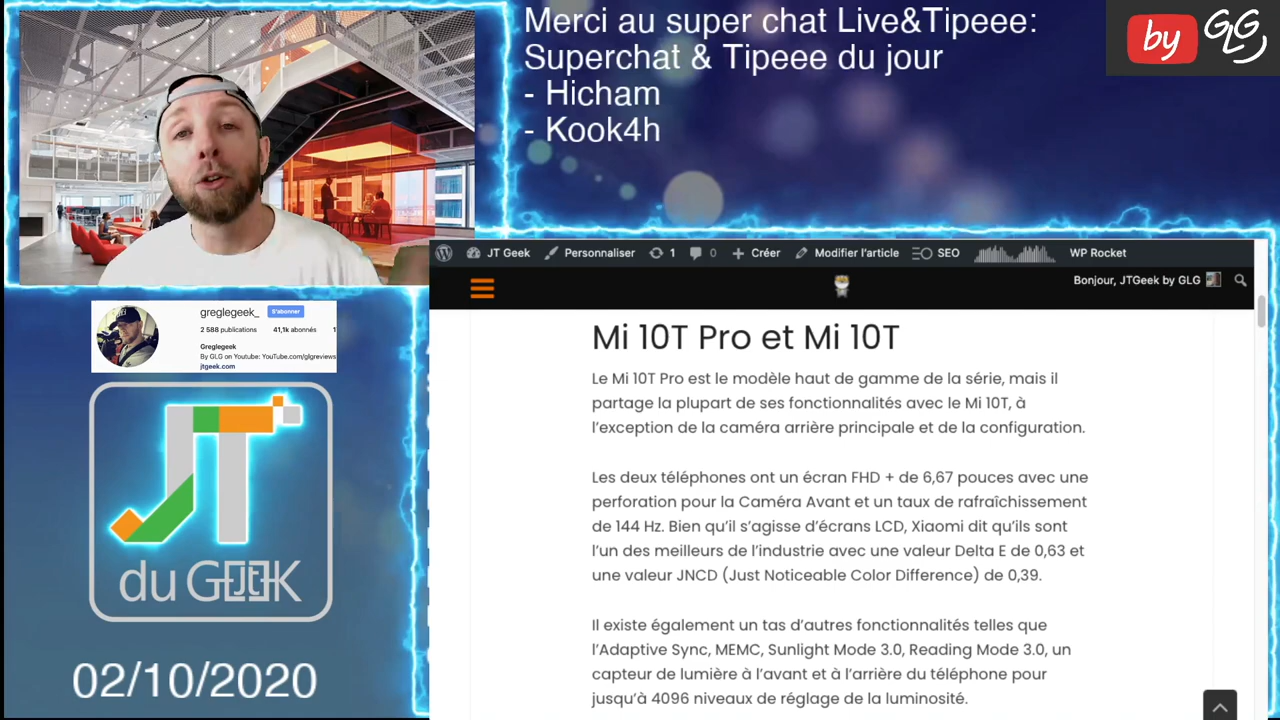 Merci au super chat Live&Tipeee:
Superchat & Tipeee du jour
- Hicham
- Kook4h
by GLG
JT Geek Personnaliser 1 0 Créer Modifier l'article SEO WP Rocket
Bonjour, JTGeek by GLG
greglegeek_ S'abonner
2 588 publications 41,1k abonnés 1
Greglegeek
By GLG on Youtube: YouTube.com/glgreviews
jtgeek.com
JT
du GEEK
02/10/2020
Mi 10T Pro et Mi 10T
Le Mi 10T Pro est le modèle haut de gamme de la série, mais il
partage la plupart de ses fonctionnalités avec le Mi 10T, à
l'exception de la caméra arrière principale et de la configuration.
Les deux téléphones ont un écran FHD + de 6,67 pouces avec une
perforation pour la Caméra Avant et un taux de rafraîchissement
de 144 Hz. Bien qu'il s'agisse d'écrans LCD, Xiaomi dit qu'ils sont
l'un des meilleurs de l'industrie avec une valeur Delta E de 0,63 et
une valeur JNCD (Just Noticeable Color Difference) de 0,39.
Il existe également un tas d'autres fonctionnalités telles que
l'Adaptive Sync, MEMC, Sunlight Mode 3.0, Reading Mode 3.0, un
capteur de lumière à l'avant et à l'arrière du téléphone pour
jusqu'à 4096 niveaux de réglage de la luminosité.